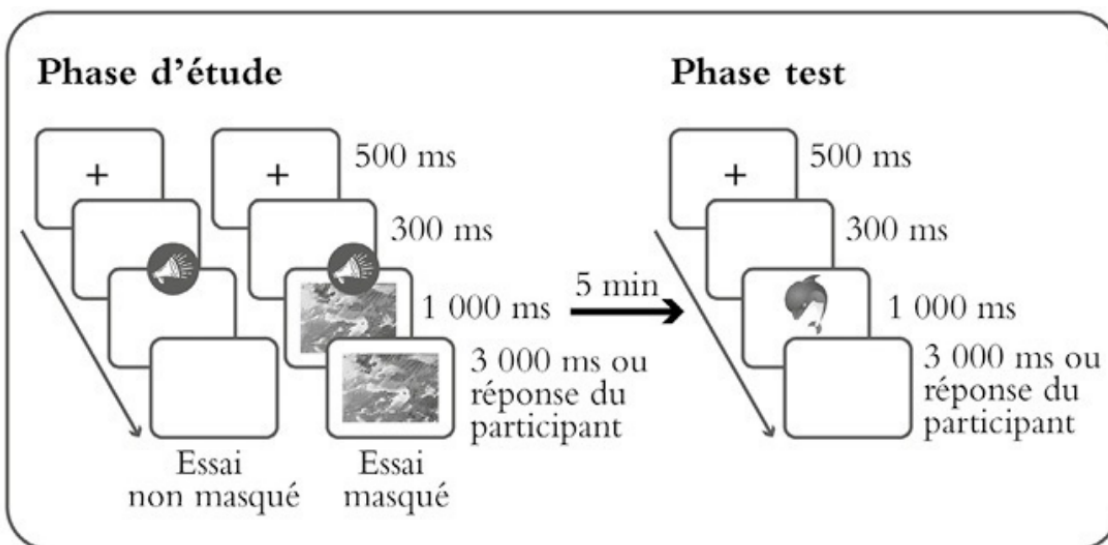 Phase d'étude
+
+
500 ms
300 ms
1 000 ms
3 000 ms ou
réponse du
participant
Essai
non masqué
Essai
masqué
5 min
Phase test
+
500 ms
300 ms
1 000 ms
3 000 ms ou
réponse du
participant